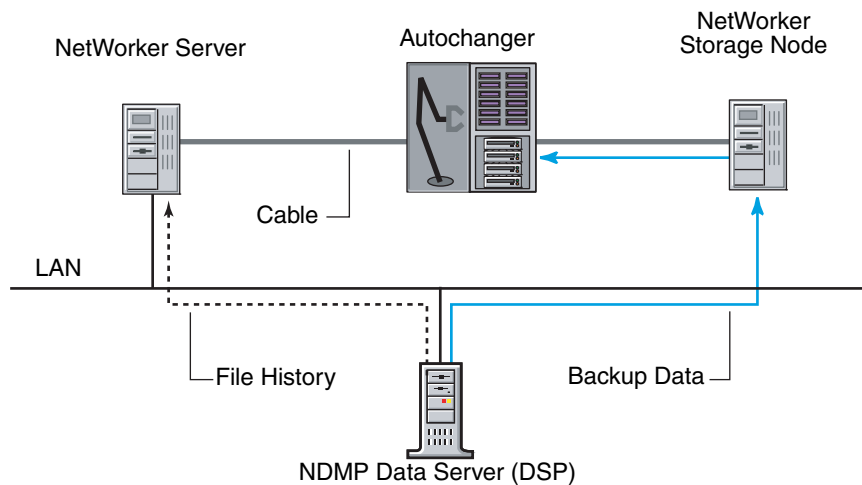 NetWorker Server
Autochanger
NetWorker
Storage Node
Cable
LAN
File History
Backup Data
NDMP Data Server (DSP)